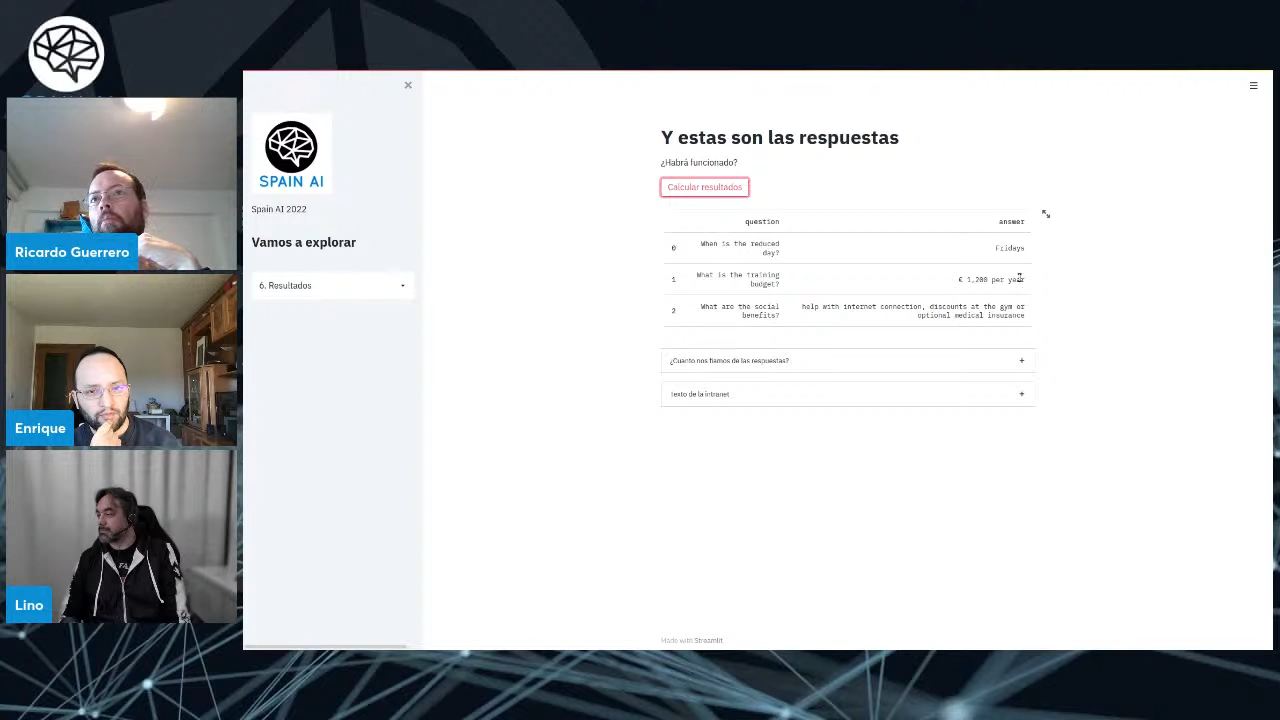 Ricardo Guerrero
Enrique
Lino
SPAIN AI
Spain AI 2022
Vamos a explorar
6. Resultados
Y estas son las respuestas
¿Habrá funcionado?
Calcular resultados
question answer
0 When is the reduced day? Fridays
1 What is the training budget? € 1,200 per year
2 What are the social benefits? help with internet connection, discounts at the gym or optional medical insurance
¿Cuanto nos fiamos de las respuestas?
Texto de la intranet
Made with Streamlit